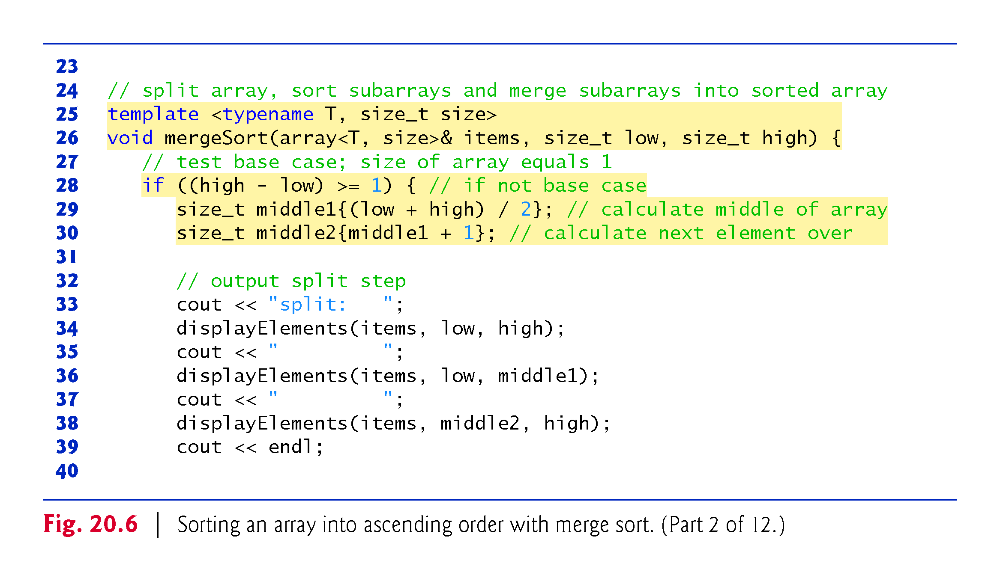 23
24 // split array, sort subarrays and merge subarrays into sorted array
25 template <typename T, size_t size>
26 void mergeSort(array<T, size>& items, size_t low, size_t high) {
27    // test base case; size of array equals 1
28    if ((high - low) >= 1) { // if not base case
29       size_t middle1{(low + high) / 2}; // calculate middle of array
30       size_t middle2{middle1 + 1}; // calculate next element over
31
32       // output split step
33       cout << "split:   ";
34       displayElements(items, low, high);
35       cout << "         ";
36       displayElements(items, low, middle1);
37       cout << "         ";
38       displayElements(items, middle2, high);
39       cout << endl;
40
Fig. 20.6 | Sorting an array into ascending order with merge sort. (Part 2 of 12.)